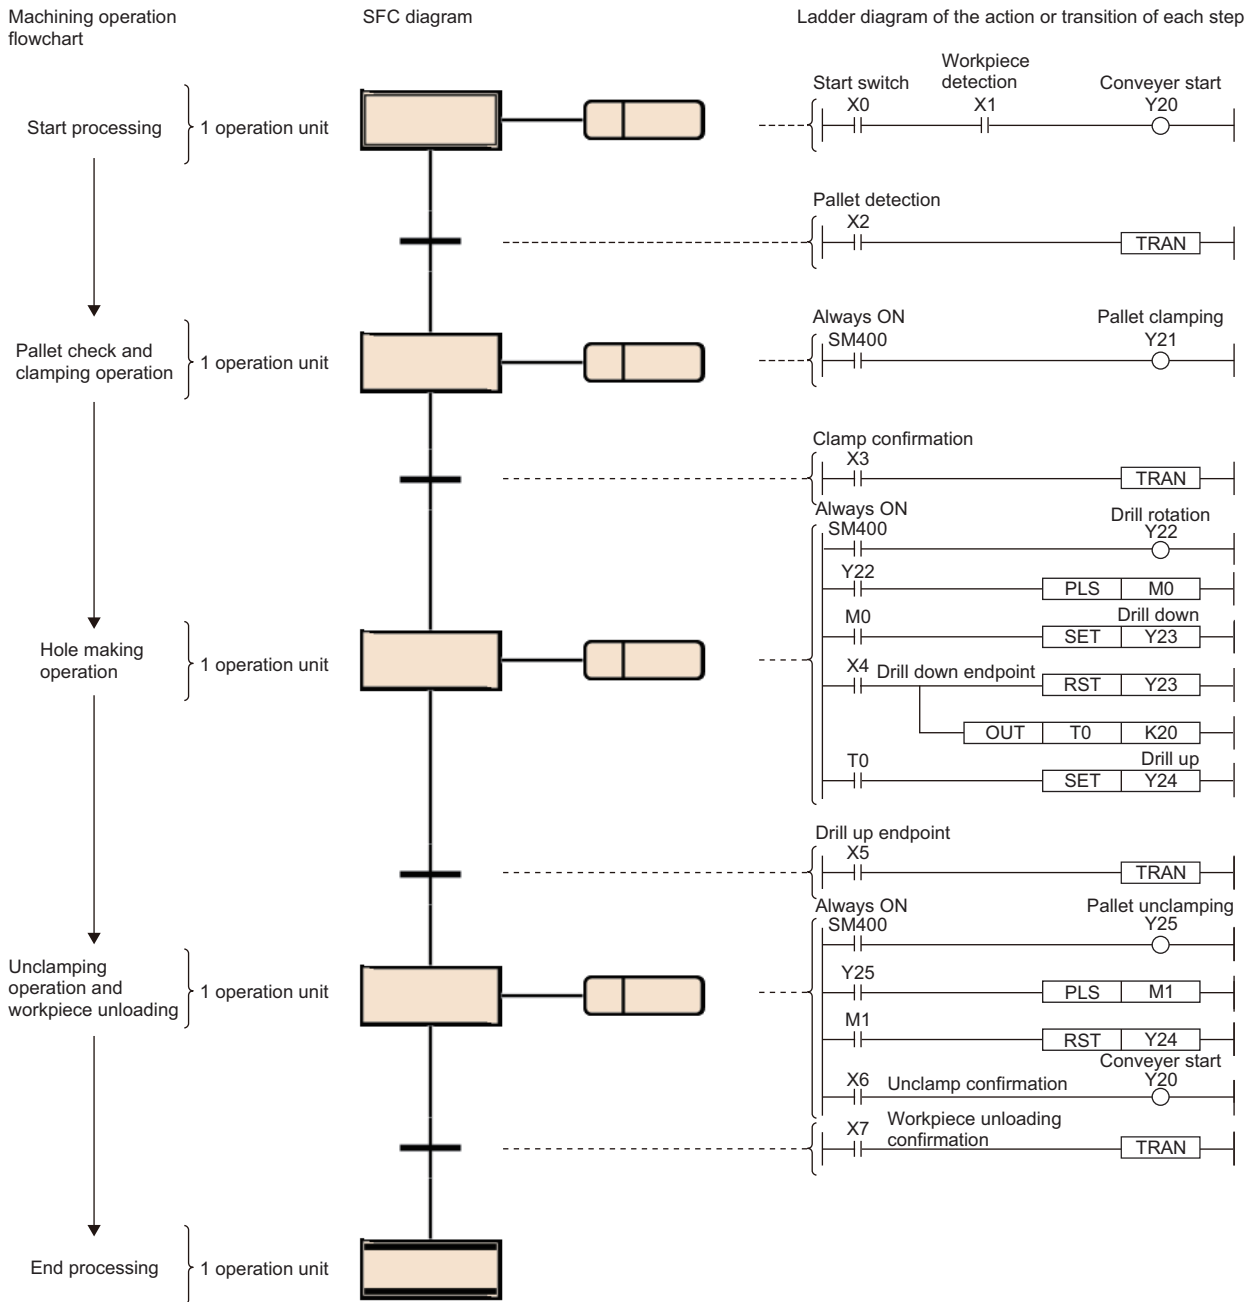 Machining operation
flowchart
SFC diagram
Ladder diagram of the action or transition of each step
Start processing
1 operation unit
Start switch
X0
Workpiece
detection
X1
Conveyer start
Y20
Pallet detection
X2
TRAN
Pallet check and
clamping operation
1 operation unit
Always ON
SM400
Pallet clamping
Y21
Clamp confirmation
X3
TRAN
Hole making
operation
1 operation unit
Always ON
SM400
Drill rotation
Y22
Y22
PLS M0
M0
Drill down
SET Y23
X4
Drill down endpoint
RST Y23
OUT T0 K20
T0
Drill up
SET Y24
Drill up endpoint
X5
TRAN
Unclamping
operation and
workpiece unloading
1 operation unit
Always ON
SM400
Pallet unclamping
Y25
Y25
PLS M1
M1
RST Y24
X6
Unclamp confirmation
Conveyer start
Y20
X7
Workpiece unloading
confirmation
TRAN
End processing
1 operation unit